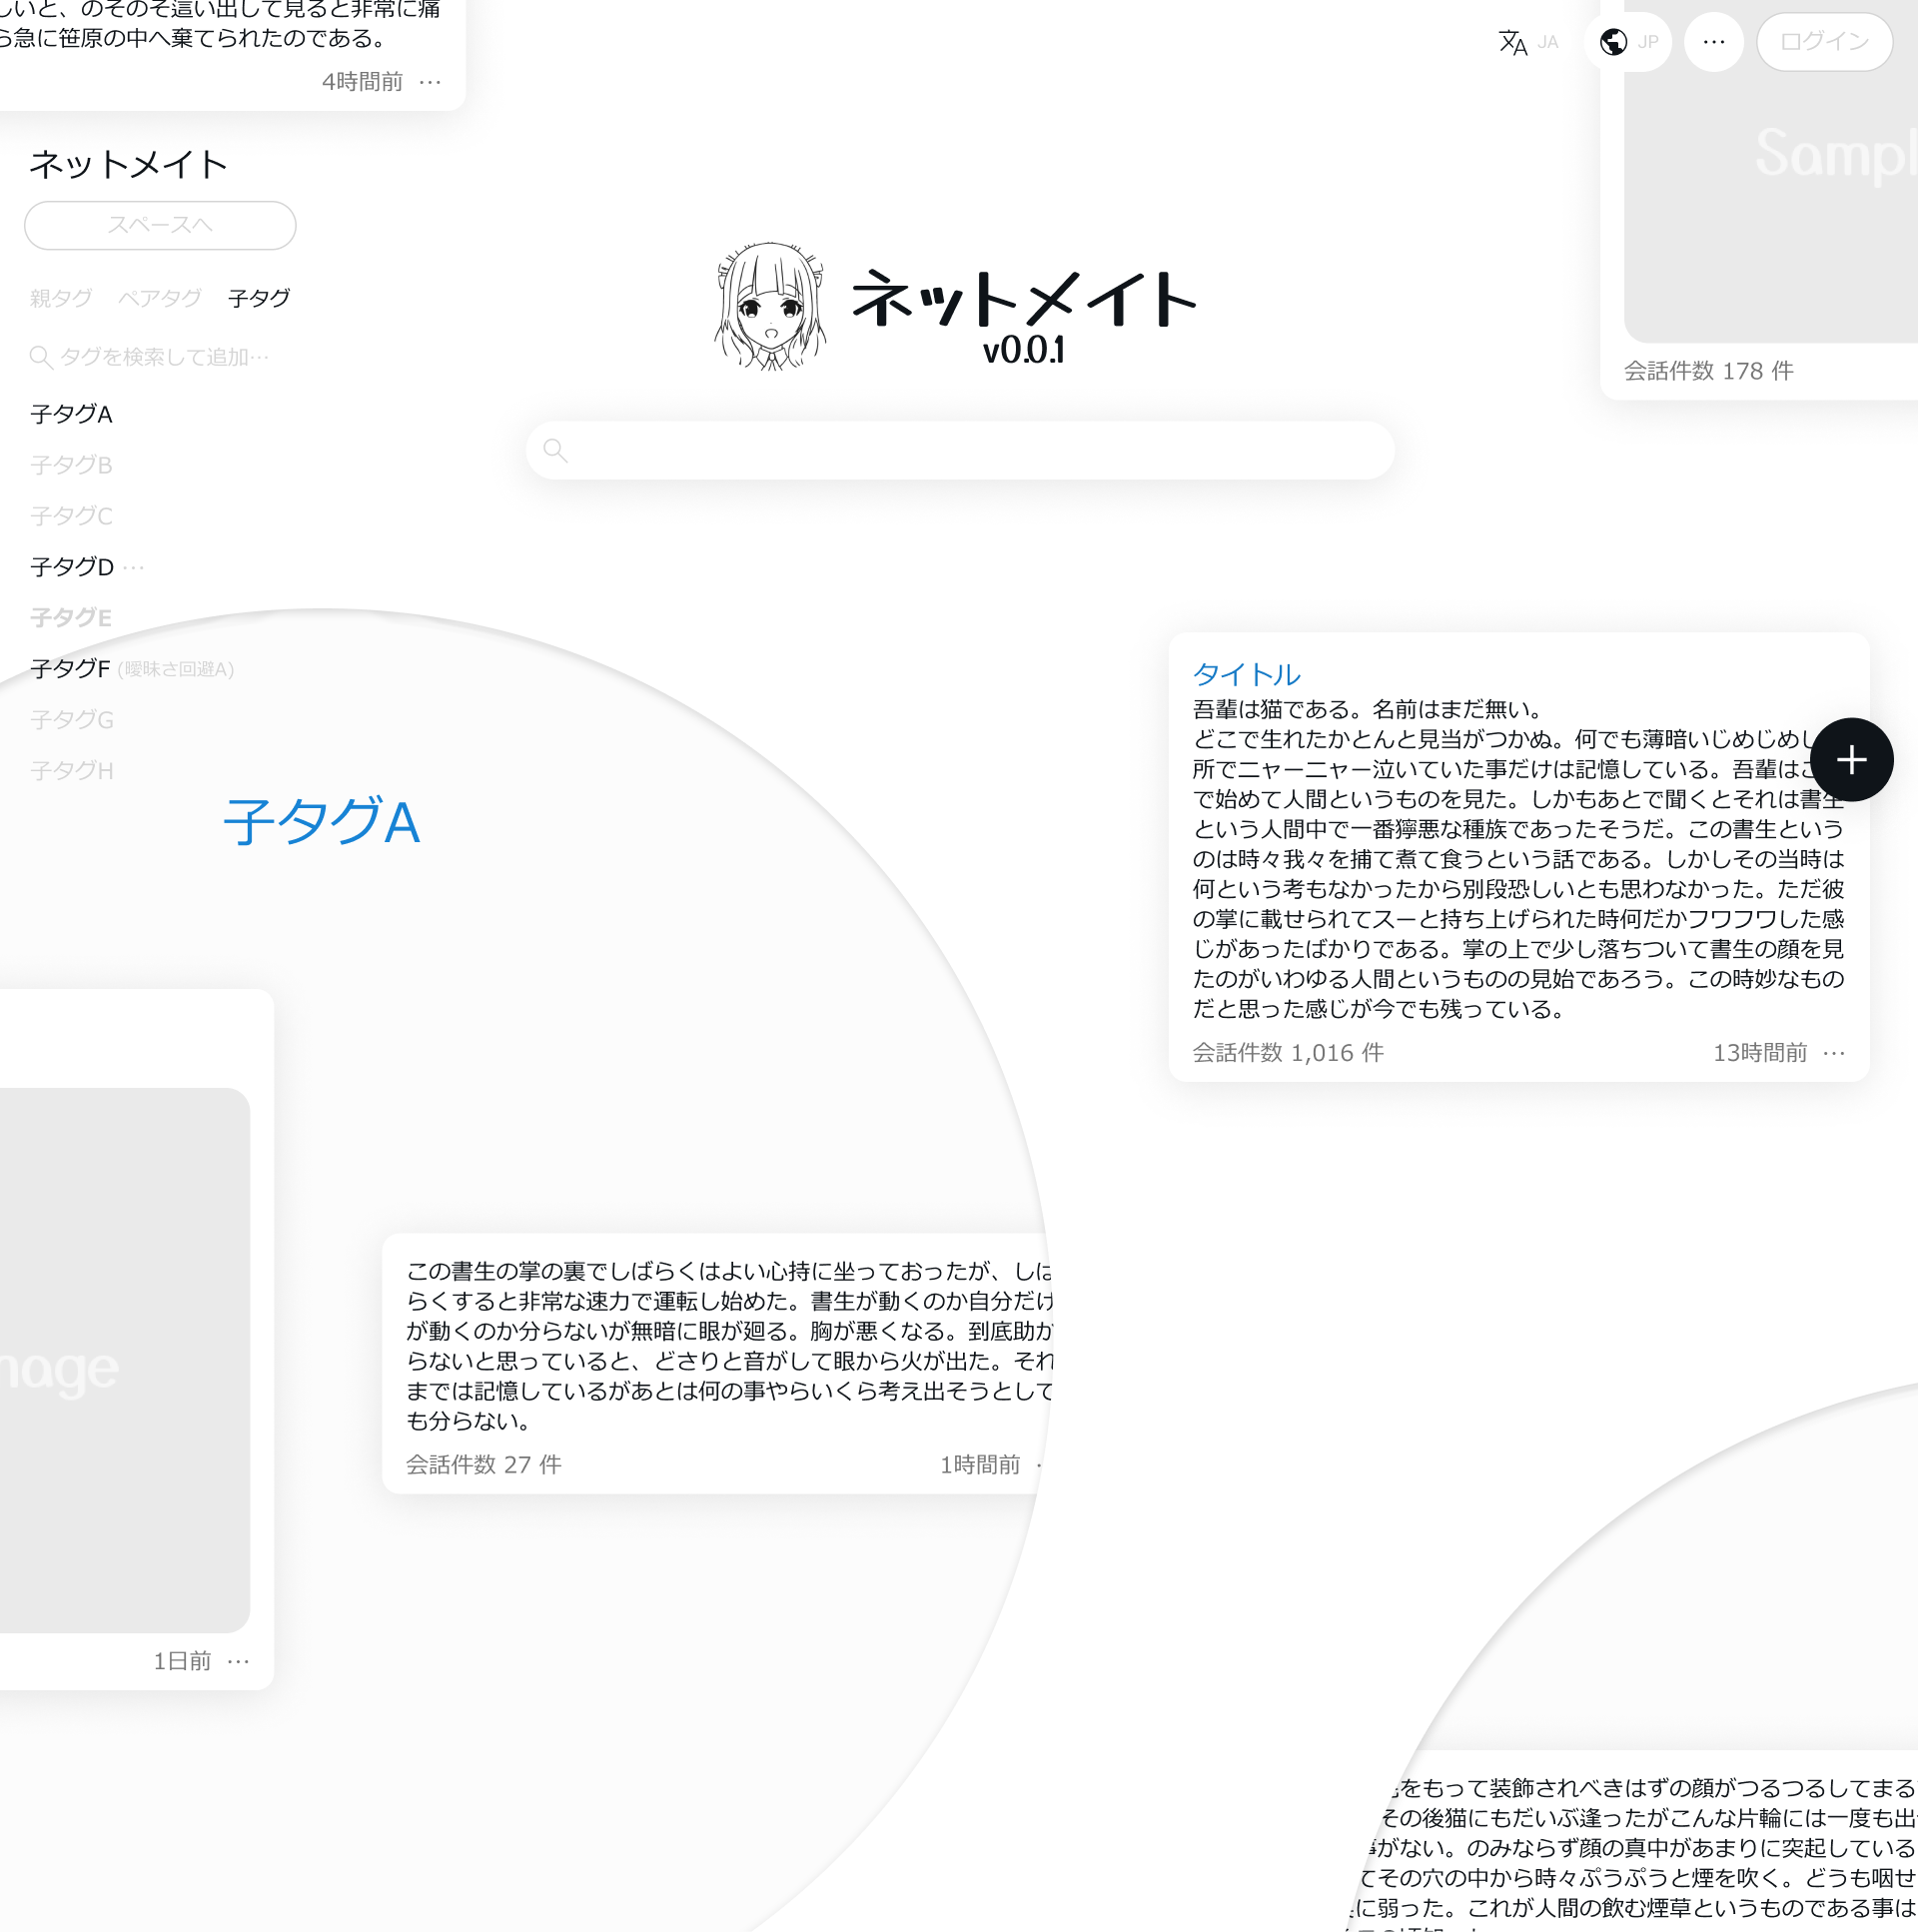 しいと、のそのそ這い出して見ると非常に痛
ら急に笹原の中へ棄てられたのである。
4時間前 …
JA
JP
…
ログイン
ネットメイト
スペースへ
親タグ ペアタグ 子タグ
タグを検索して追加…
子タグA
子タグB
子タグC
子タグD …
子タグE
子タグF (曖昧さ回避A)
子タグG
子タグH
ネットメイト
v0.0.1
Sampl
会話件数 178 件
タイトル
吾輩は猫である。名前はまだ無い。
どこで生れたかとんと見当がつかぬ。何でも薄暗いじめじめし
所でニャーニャー泣いていた事だけは記憶している。吾輩はこ
で始めて人間というものを見た。しかもあとで聞くとそれは書生
という人間中で一番獰悪な種族であったそうだ。この書生という
のは時々我々を捕て煮て食うという話である。しかしその当時は
何という考もなかったから別段恐しいとも思わなかった。ただ彼
の掌に載せられてスーと持ち上げられた時何だかフワフワした感
じがあったばかりである。掌の上で少し落ちついて書生の顔を見
たのがいわゆる人間というものの見始であろう。この時妙なもの
だと思った感じが今でも残っている。
会話件数 1,016 件 13時間前 …
子タグA
mage
1日前 …
この書生の掌の裏でしばらくはよい心持に坐っておったが、しば
らくすると非常な速力で運転し始めた。書生が動くのか自分だけ
が動くのか分らないが無暗に眼が廻る。胸が悪くなる。到底助か
らないと思っていると、どさりと音がして眼から火が出た。それ
までは記憶しているがあとは何の事やらいくら考え出そうとして
も分らない。
会話件数 27 件 1時間前
をもって装飾されべきはずの顔がつるつるしてまる
その後猫にもだいぶ逢ったがこんな片輪には一度も出
がない。のみならず顔の真中があまりに突起している
てその穴の中から時々ぷうぷうと煙を吹く。どうも咽せ
に弱った。これが人間の飲む煙草というものである事は